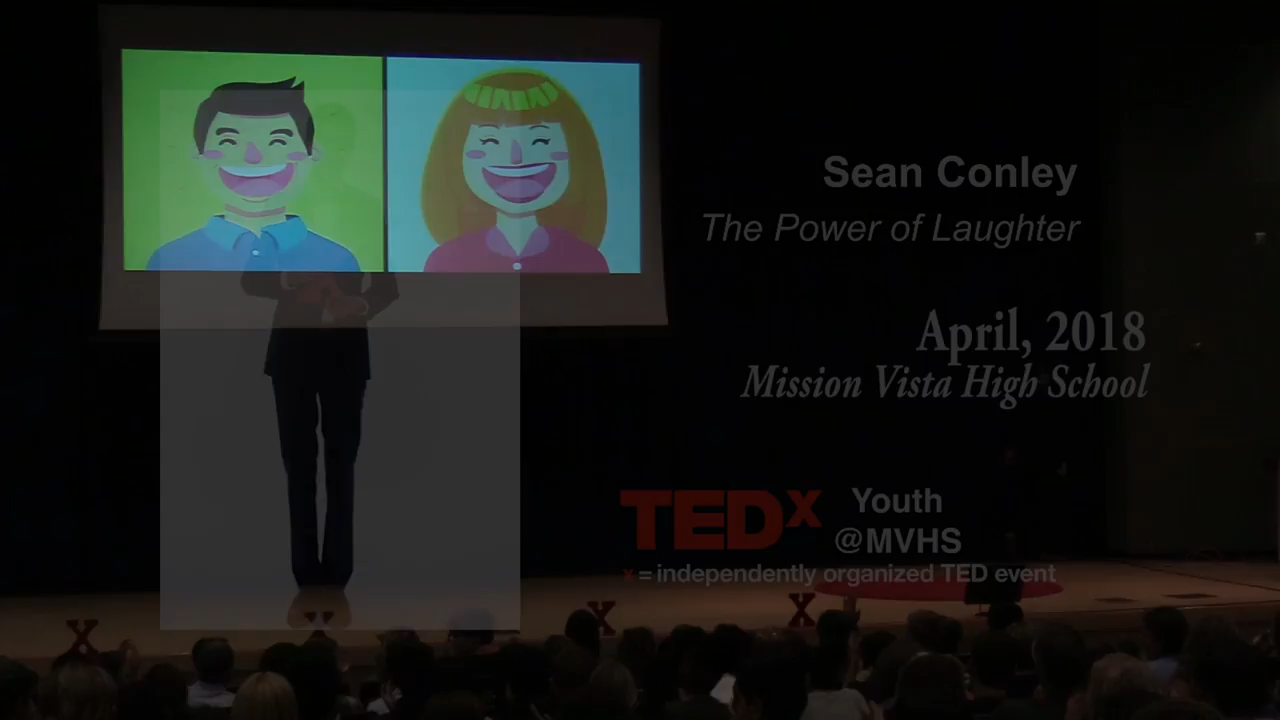 Sean Conley
The Power of Laughter
April, 2018
Mission Vista High School
TEDx Youth
@MVHS
x = independently organized TED event
X
X
X
X